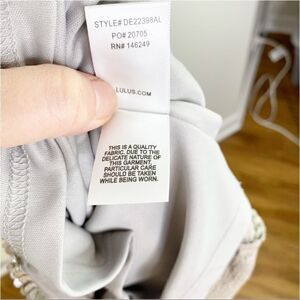 STYLE# DE22398AL
PO# 20705
RN# 146249
LULUS.COM
THIS IS A QUALITY
FABRIC. DUE TO THE
DELICATE NATURE OF
THIS GARMENT,
PARTICULAR CARE
SHOULD BE TAKEN
WHILE BEING WORN.